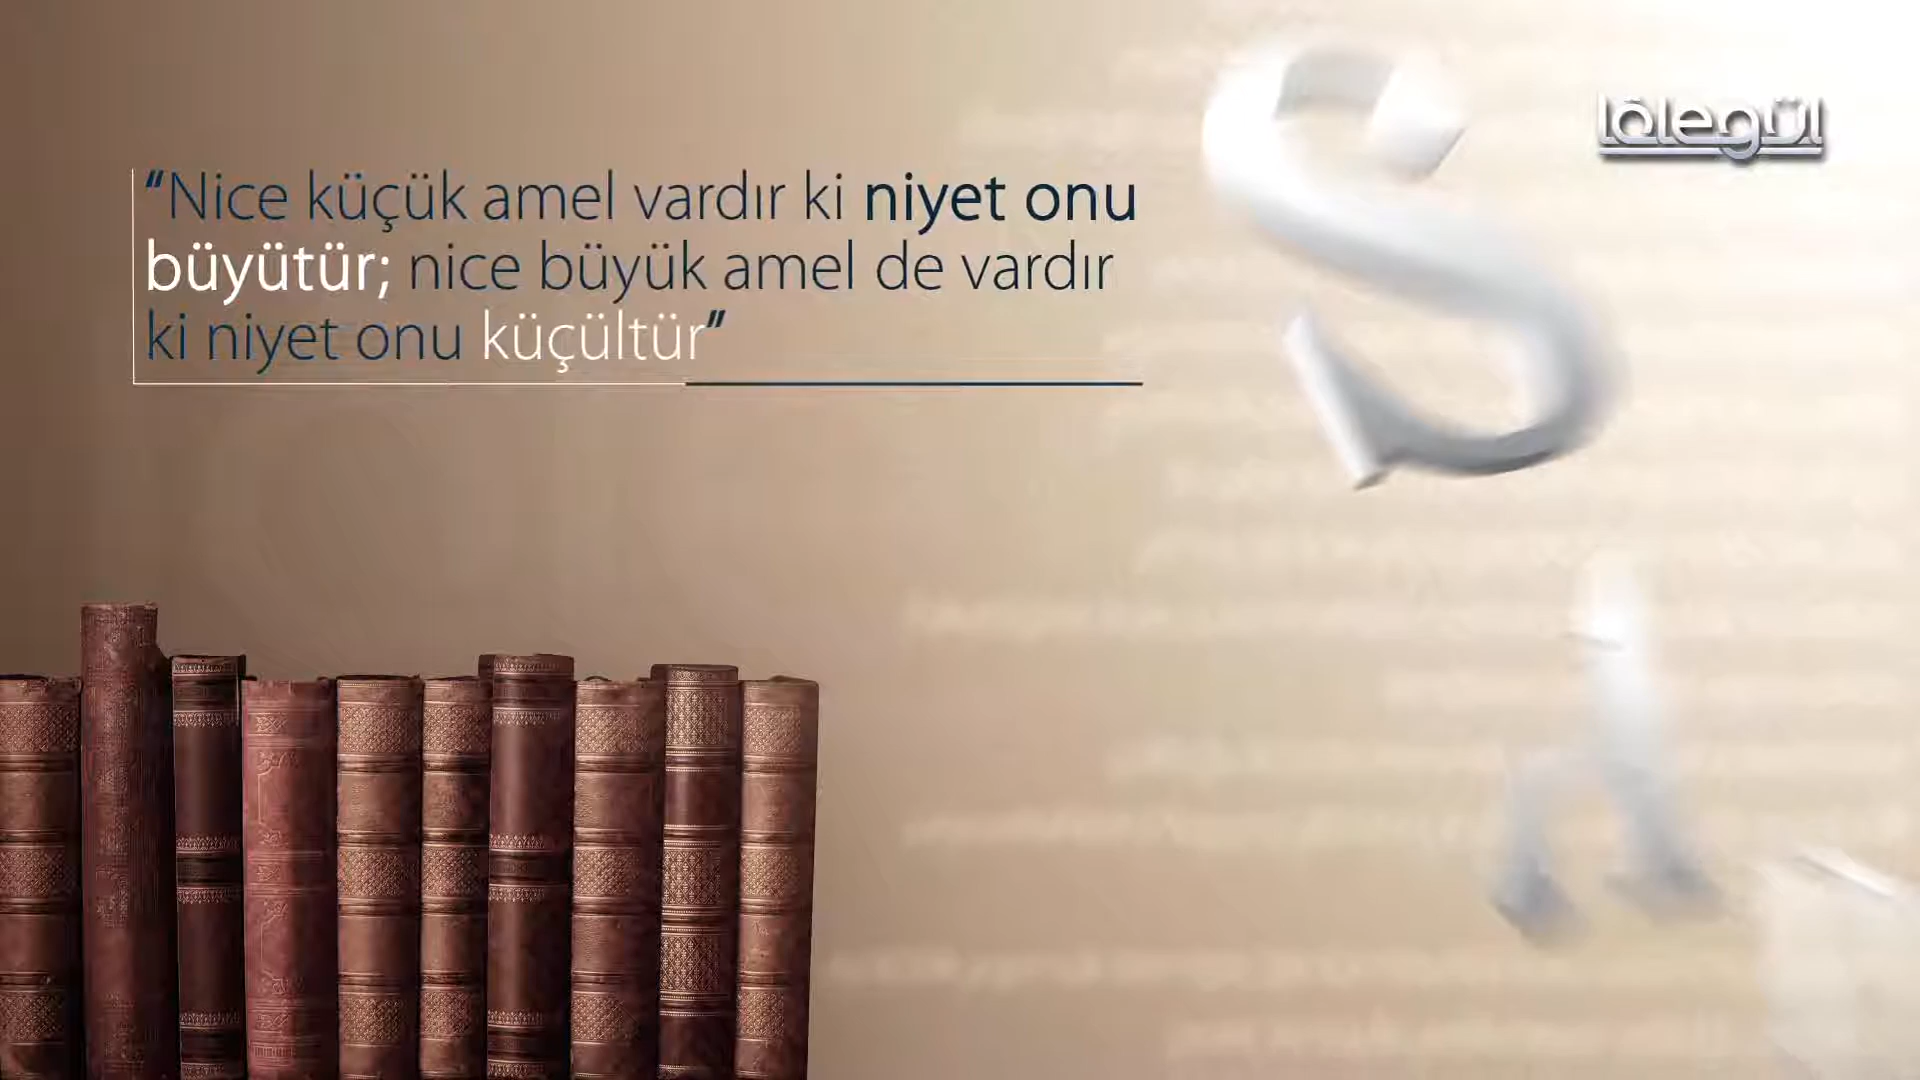 “Nice küçük amel vardır ki niyet onu
büyütür; nice büyük amel de vardır
ki niyet onu küçültür”
lâlegül
S